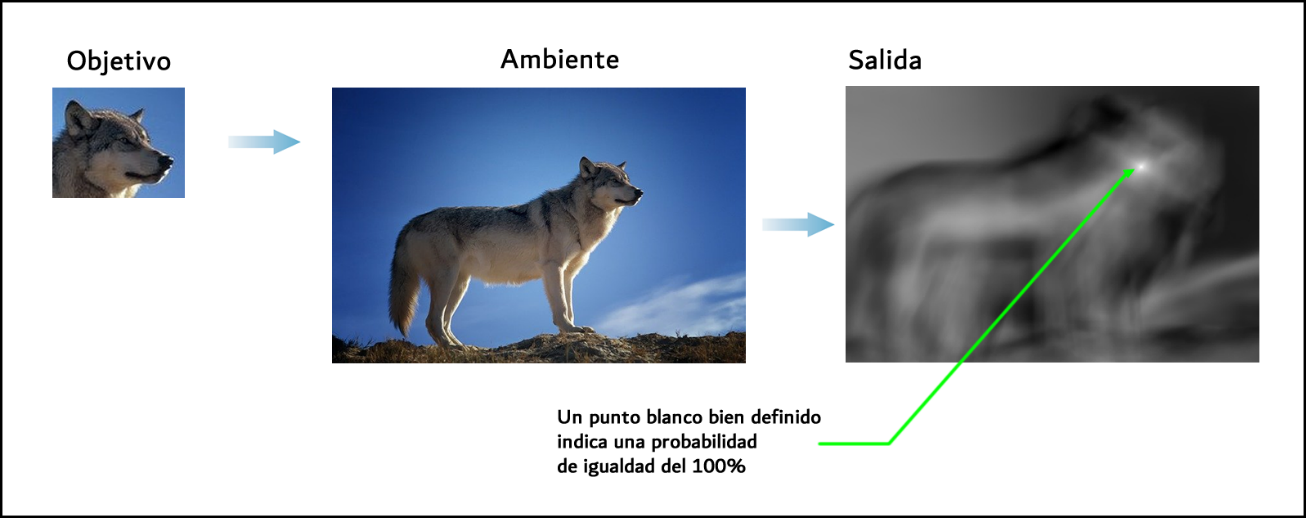 Objetivo
Ambiente
Salida
Un punto blanco bien definido
indica una probabilidad
de igualdad del 100%